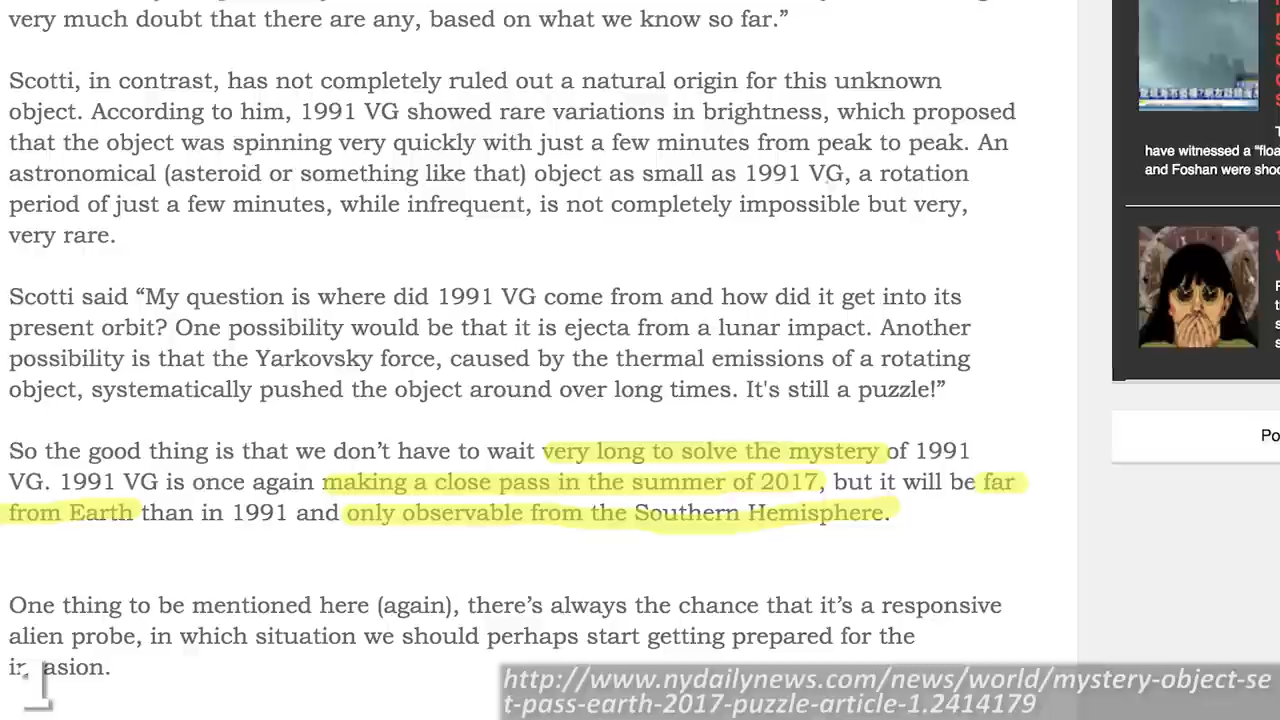 very much doubt that there are any, based on what we know so far.”
Scotti, in contrast, has not completely ruled out a natural origin for this unknown
object. According to him, 1991 VG showed rare variations in brightness, which proposed
that the object was spinning very quickly with just a few minutes from peak to peak. An
astronomical (asteroid or something like that) object as small as 1991 VG, a rotation
period of just a few minutes, while infrequent, is not completely impossible but very,
very rare.
Scotti said “My question is where did 1991 VG come from and how did it get into its
present orbit? One possibility would be that it is ejecta from a lunar impact. Another
possibility is that the Yarkovsky force, caused by the thermal emissions of a rotating
object, systematically pushed the object around over long times. It's still a puzzle!”
So the good thing is that we don’t have to wait very long to solve the mystery of 1991
VG. 1991 VG is once again making a close pass in the summer of 2017, but it will be far
from Earth than in 1991 and only observable from the Southern Hemisphere.
One thing to be mentioned here (again), there’s always the chance that it’s a responsive
alien probe, in which situation we should perhaps start getting prepared for the
have witnessed a “floa
and Foshan were shoc
Po
1
http://www.nydailynews.com/news/world/mystery-object-se
t-pass-earth-2017-puzzle-article-1.2414179